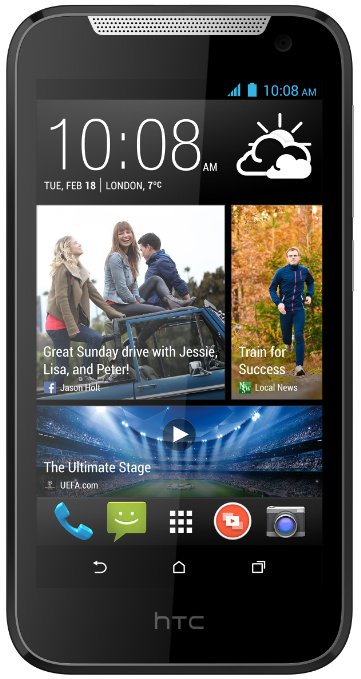 10:08 AM
10:08 AM
TUE, FEB 18 | LONDON, 7°C
Great Sunday drive with Jessie,
Lisa, and Peter!
Jason Holt
Train for
Success
Local News
The Ultimate Stage
UEFA.com
hTC